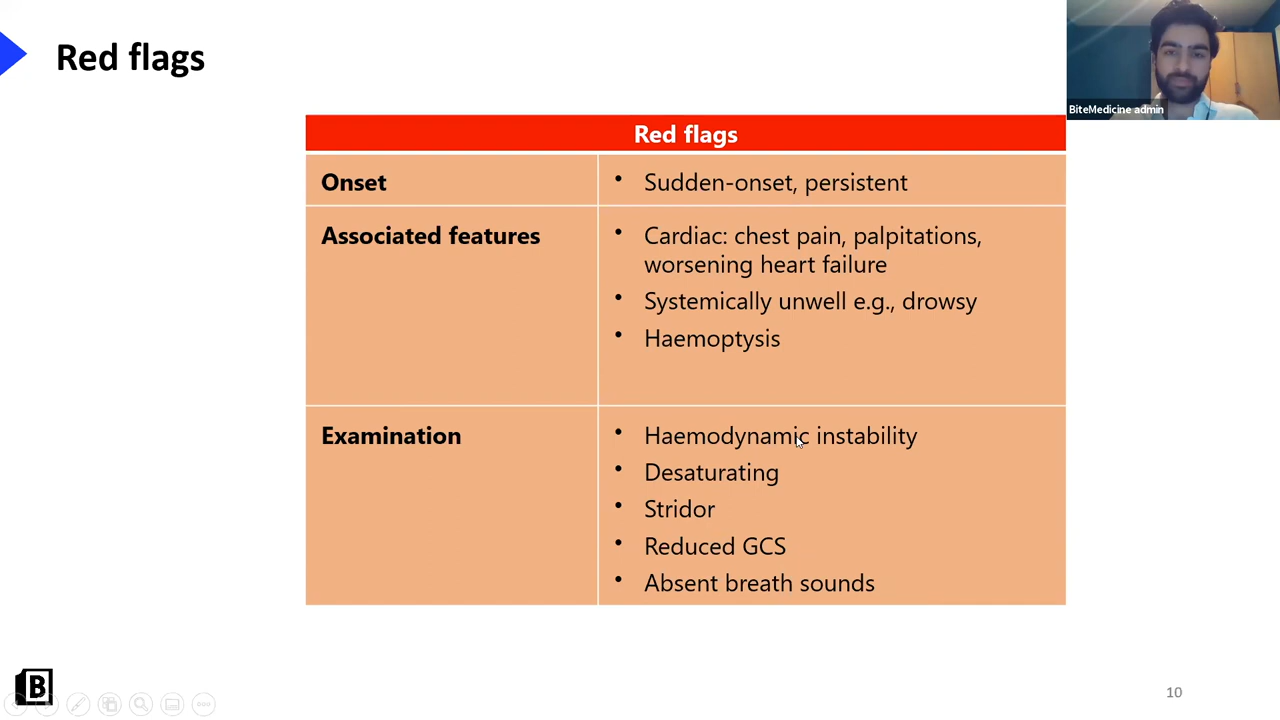 Red flags
BiteMedicine admin
Red flags
Onset
• Sudden-onset, persistent
Associated features
• Cardiac: chest pain, palpitations,
worsening heart failure
• Systemically unwell e.g., drowsy
• Haemoptysis
Examination
• Haemodynamic instability
• Desaturating
• Stridor
• Reduced GCS
• Absent breath sounds
B
10